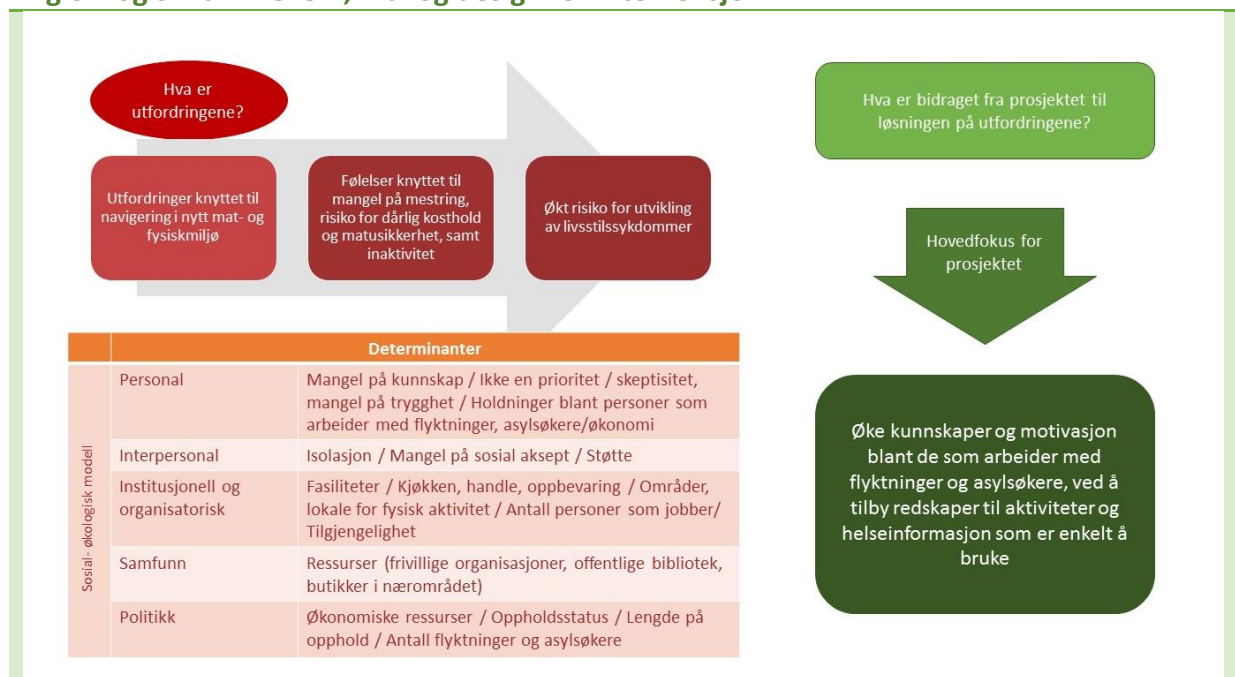 Hva er
utfordringene?
Utfordringer knyttet til
navigering i nytt mat- og
fysiskmiljø
Følelser knyttet til
mangel på mestring,
risiko for dårlig kosthold
og matusikkerhet, samt
inaktivitet
Økt risiko for utvikling
av livsstilssykdommer
Hva er bidraget fra prosjektet til
løsningen på utfordringene?
Hovedfokus for
prosjektet
Øke kunnskaper og motivasjon
blant de som arbeider med
flyktninger og asylsøkere, ved å
tilby redskaper til aktiviteter og
helseinformasjon som er enkelt å
bruke
Determinanter
Sosial- økologisk modell
Personal
Mangel på kunnskap / Ikke en prioritet / skeptisitet,
mangel på trygghet / Holdninger blant personer som
arbeider med flyktninger, asylsøkere/økonomi
Interpersonal
Isolasjon / Mangel på sosial aksept / Støtte
Institusjonell og
organisatorisk
Fasiliteter / Kjøkken, handle, oppbevaring / Områder,
lokale for fysisk aktivitet / Antall personer som jobber/
Tilgjengelighet
Samfunn
Ressurser (frivillige organisasjoner, offentlige bibliotek,
butikker i nærområdet)
Politikk
Økonomiske ressurser / Oppholdsstatus / Lengde på
opphold / Antall flyktninger og asylsøkere